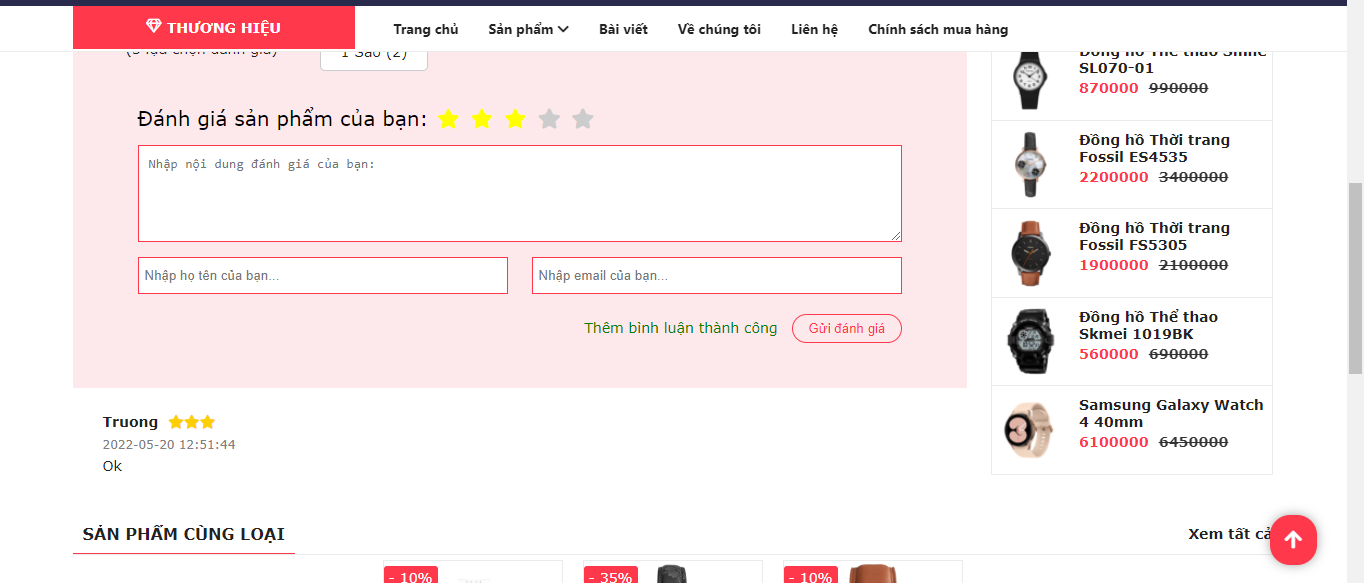 THƯƠNG HIỆU
Trang chủ
Sản phẩm
Bài viết
Về chúng tôi
Liên hệ
Chính sách mua hàng
1 Sao (2)
Đánh giá sản phẩm của bạn:
Nhập nội dung đánh giá của bạn:
Nhập họ tên của bạn...
Nhập email của bạn...
Thêm bình luận thành công
Gửi đánh giá
Truong
2022-05-20 12:51:44
Ok
Đồng hồ Thể thao Shine
SL070-01
870000 990000
Đồng hồ Thời trang
Fossil ES4535
2200000 3400000
Đồng hồ Thời trang
Fossil FS5305
1900000 2100000
Đồng hồ Thể thao
Skmei 1019BK
560000 690000
Samsung Galaxy Watch
4 40mm
6100000 6450000
SẢN PHẨM CÙNG LOẠI
Xem tất cả
- 10%
- 35%
- 10%